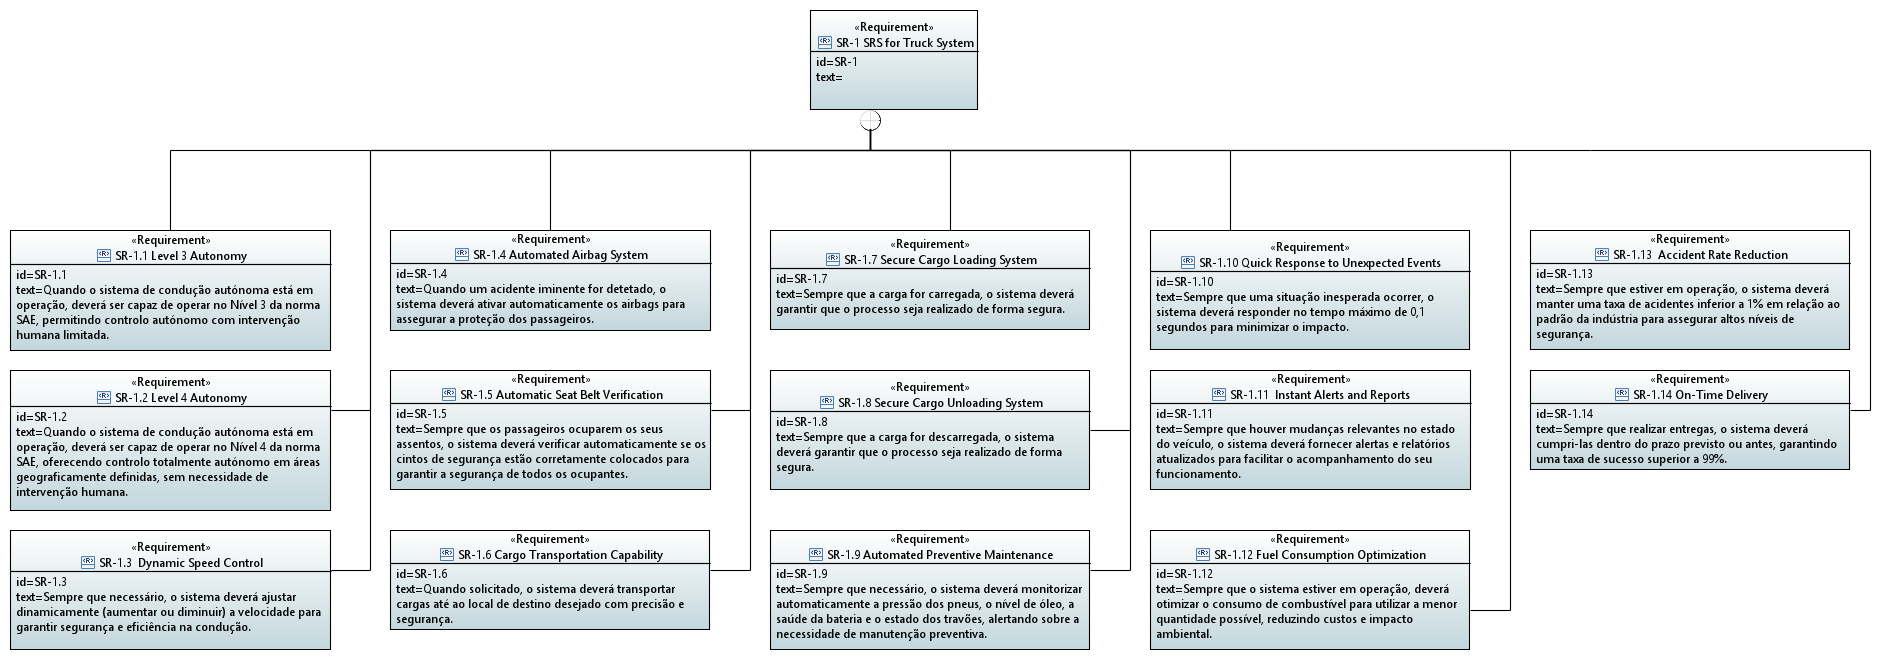 «Requirement»
SR-1 SRS for Truck System
id=SR-1
text=
«Requirement»
SR-1.1 Level 3 Autonomy
id=SR-1.1
text=Quando o sistema de condução autónoma está em
operação, deverá ser capaz de operar no Nível 3 da norma
SAE, permitindo controlo autónomo com intervenção
humana limitada.
«Requirement»
SR-1.4 Automated Airbag System
id=SR-1.4
text=Quando um acidente iminente for detetado, o
sistema deverá ativar automaticamente os airbags para
assegurar a proteção dos passageiros.
«Requirement»
SR-1.7 Secure Cargo Loading System
id=SR-1.7
text=Sempre que a carga for carregada, o sistema deverá
garantir que o processo seja realizado de forma segura.
«Requirement»
SR-1.10 Quick Response to Unexpected Events
id=SR-1.10
text=Sempre que uma situação inesperada ocorrer, o
sistema deverá responder no tempo máximo de 0,1
segundos para minimizar o impacto.
«Requirement»
SR-1.13 Accident Rate Reduction
id=SR-1.13
text=Sempre que estiver em operação, o sistema deverá
manter uma taxa de acidentes inferior a 1% em relação ao
padrão da indústria para assegurar altos níveis de
segurança.
«Requirement»
SR-1.2 Level 4 Autonomy
id=SR-1.2
text=Quando o sistema de condução autónoma está em
operação, deverá ser capaz de operar no Nível 4 da norma
SAE, oferecendo controlo totalmente autónomo em áreas
geograficamente definidas, sem necessidade de
intervenção humana.
«Requirement»
SR-1.5 Automatic Seat Belt Verification
id=SR-1.5
text=Sempre que os passageiros ocuparem os seus
assentos, o sistema deverá verificar automaticamente se os
cintos de segurança estão corretamente colocados para
garantir a segurança de todos os ocupantes.
«Requirement»
SR-1.8 Secure Cargo Unloading System
id=SR-1.8
text=Sempre que a carga for descarregada, o sistema
deverá garantir que o processo seja realizado de forma
segura.
«Requirement»
SR-1.11 Instant Alerts and Reports
id=SR-1.11
text=Sempre que houver mudanças relevantes no estado
do veículo, o sistema deverá fornecer alertas e relatórios
atualizados para facilitar o acompanhamento do seu
funcionamento.
«Requirement»
SR-1.14 On-Time Delivery
id=SR-1.14
text=Sempre que realizar entregas, o sistema deverá
cumpri-las dentro do prazo previsto ou antes, garantindo
uma taxa de sucesso superior a 99%.
«Requirement»
SR-1.3 Dynamic Speed Control
id=SR-1.3
text=Sempre que necessário, o sistema deverá ajustar
dinamicamente (aumentar ou diminuir) a velocidade para
garantir segurança e eficiência na condução.
«Requirement»
SR-1.6 Cargo Transportation Capability
id=SR-1.6
text=Quando solicitado, o sistema deverá transportar
cargas até ao local de destino desejado com precisão e
segurança.
«Requirement»
SR-1.9 Automated Preventive Maintenance
id=SR-1.9
text=Sempre que necessário, o sistema deverá monitorizar
automaticamente a pressão dos pneus, o nível de óleo, a
saúde da bateria e o estado dos travões, alertando sobre a
necessidade de manutenção preventiva.
«Requirement»
SR-1.12 Fuel Consumption Optimization
id=SR-1.12
text=Sempre que o sistema estiver em operação, deverá
otimizar o consumo de combustível para utilizar a menor
quantidade possível, reduzindo custos e impacto
ambiental.